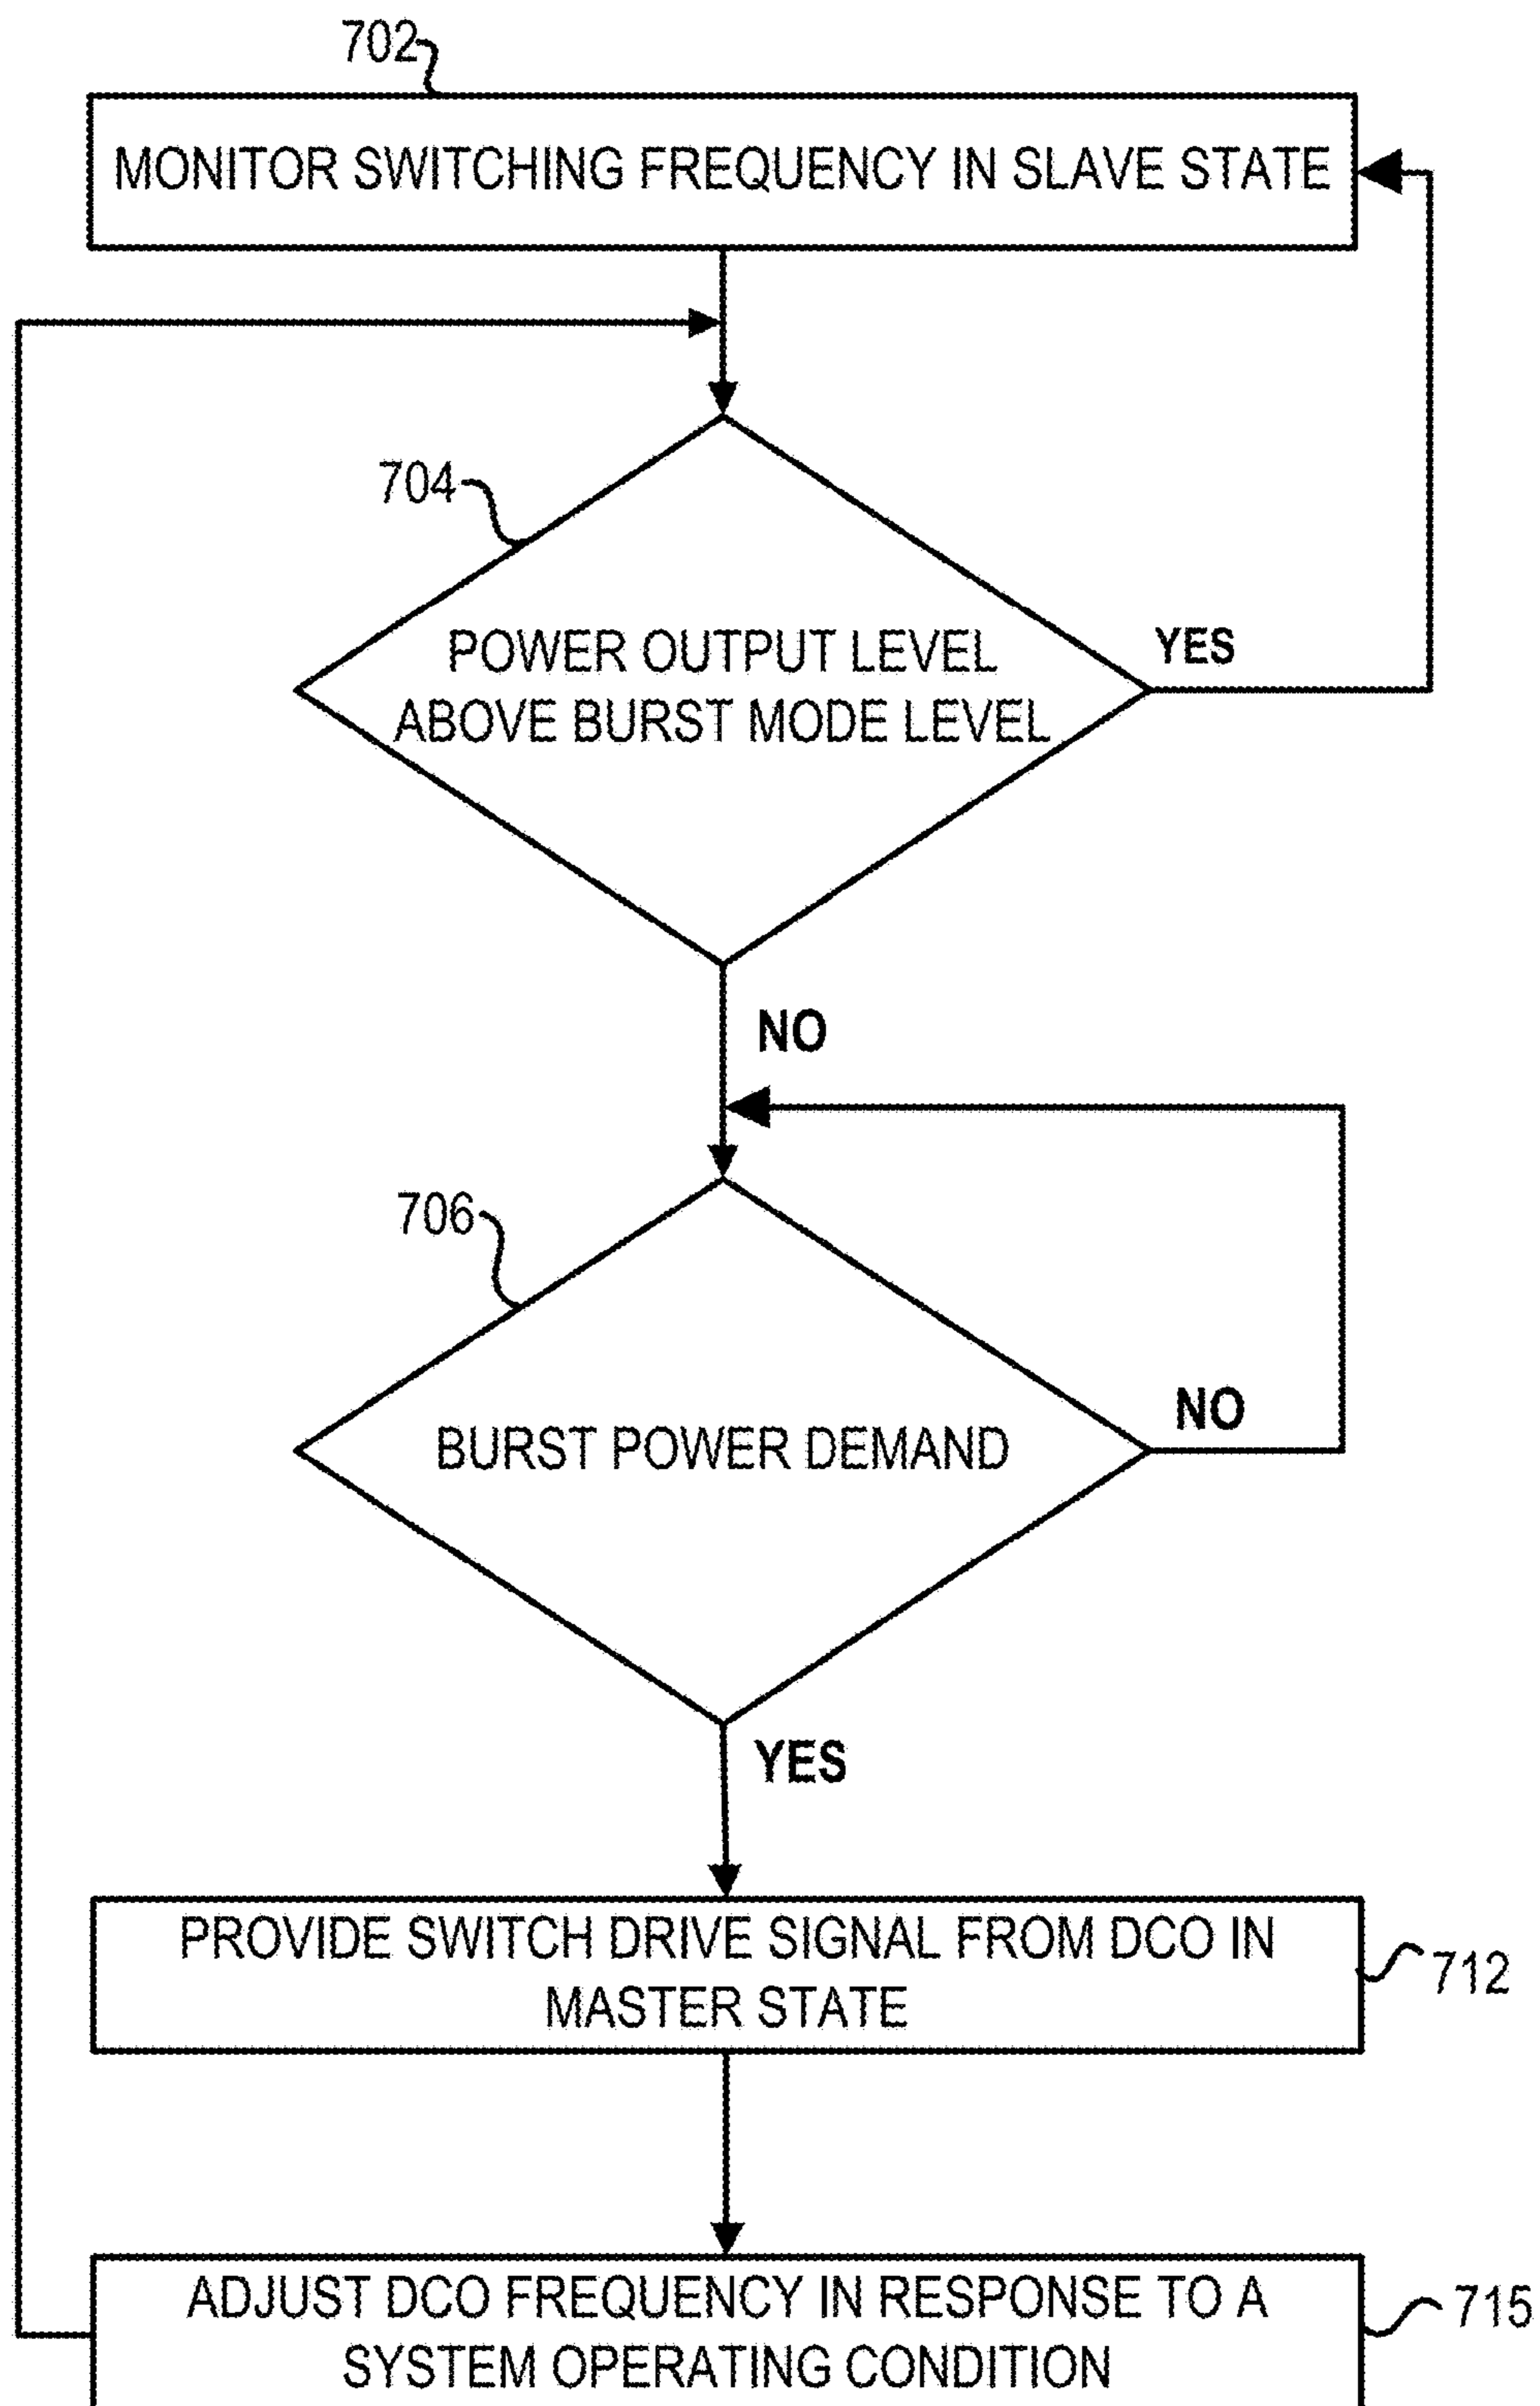 702
MONITOR SWITCHING FREQUENCY IN SLAVE STATE
704
POWER OUTPUT LEVEL
ABOVE BURST MODE LEVEL
YES
NO
706
BURST POWER DEMAND
NO
YES
PROVIDE SWITCH DRIVE SIGNAL FROM DCO IN
MASTER STATE
712
ADJUST DCO FREQUENCY IN RESPONSE TO A
SYSTEM OPERATING CONDITION
715